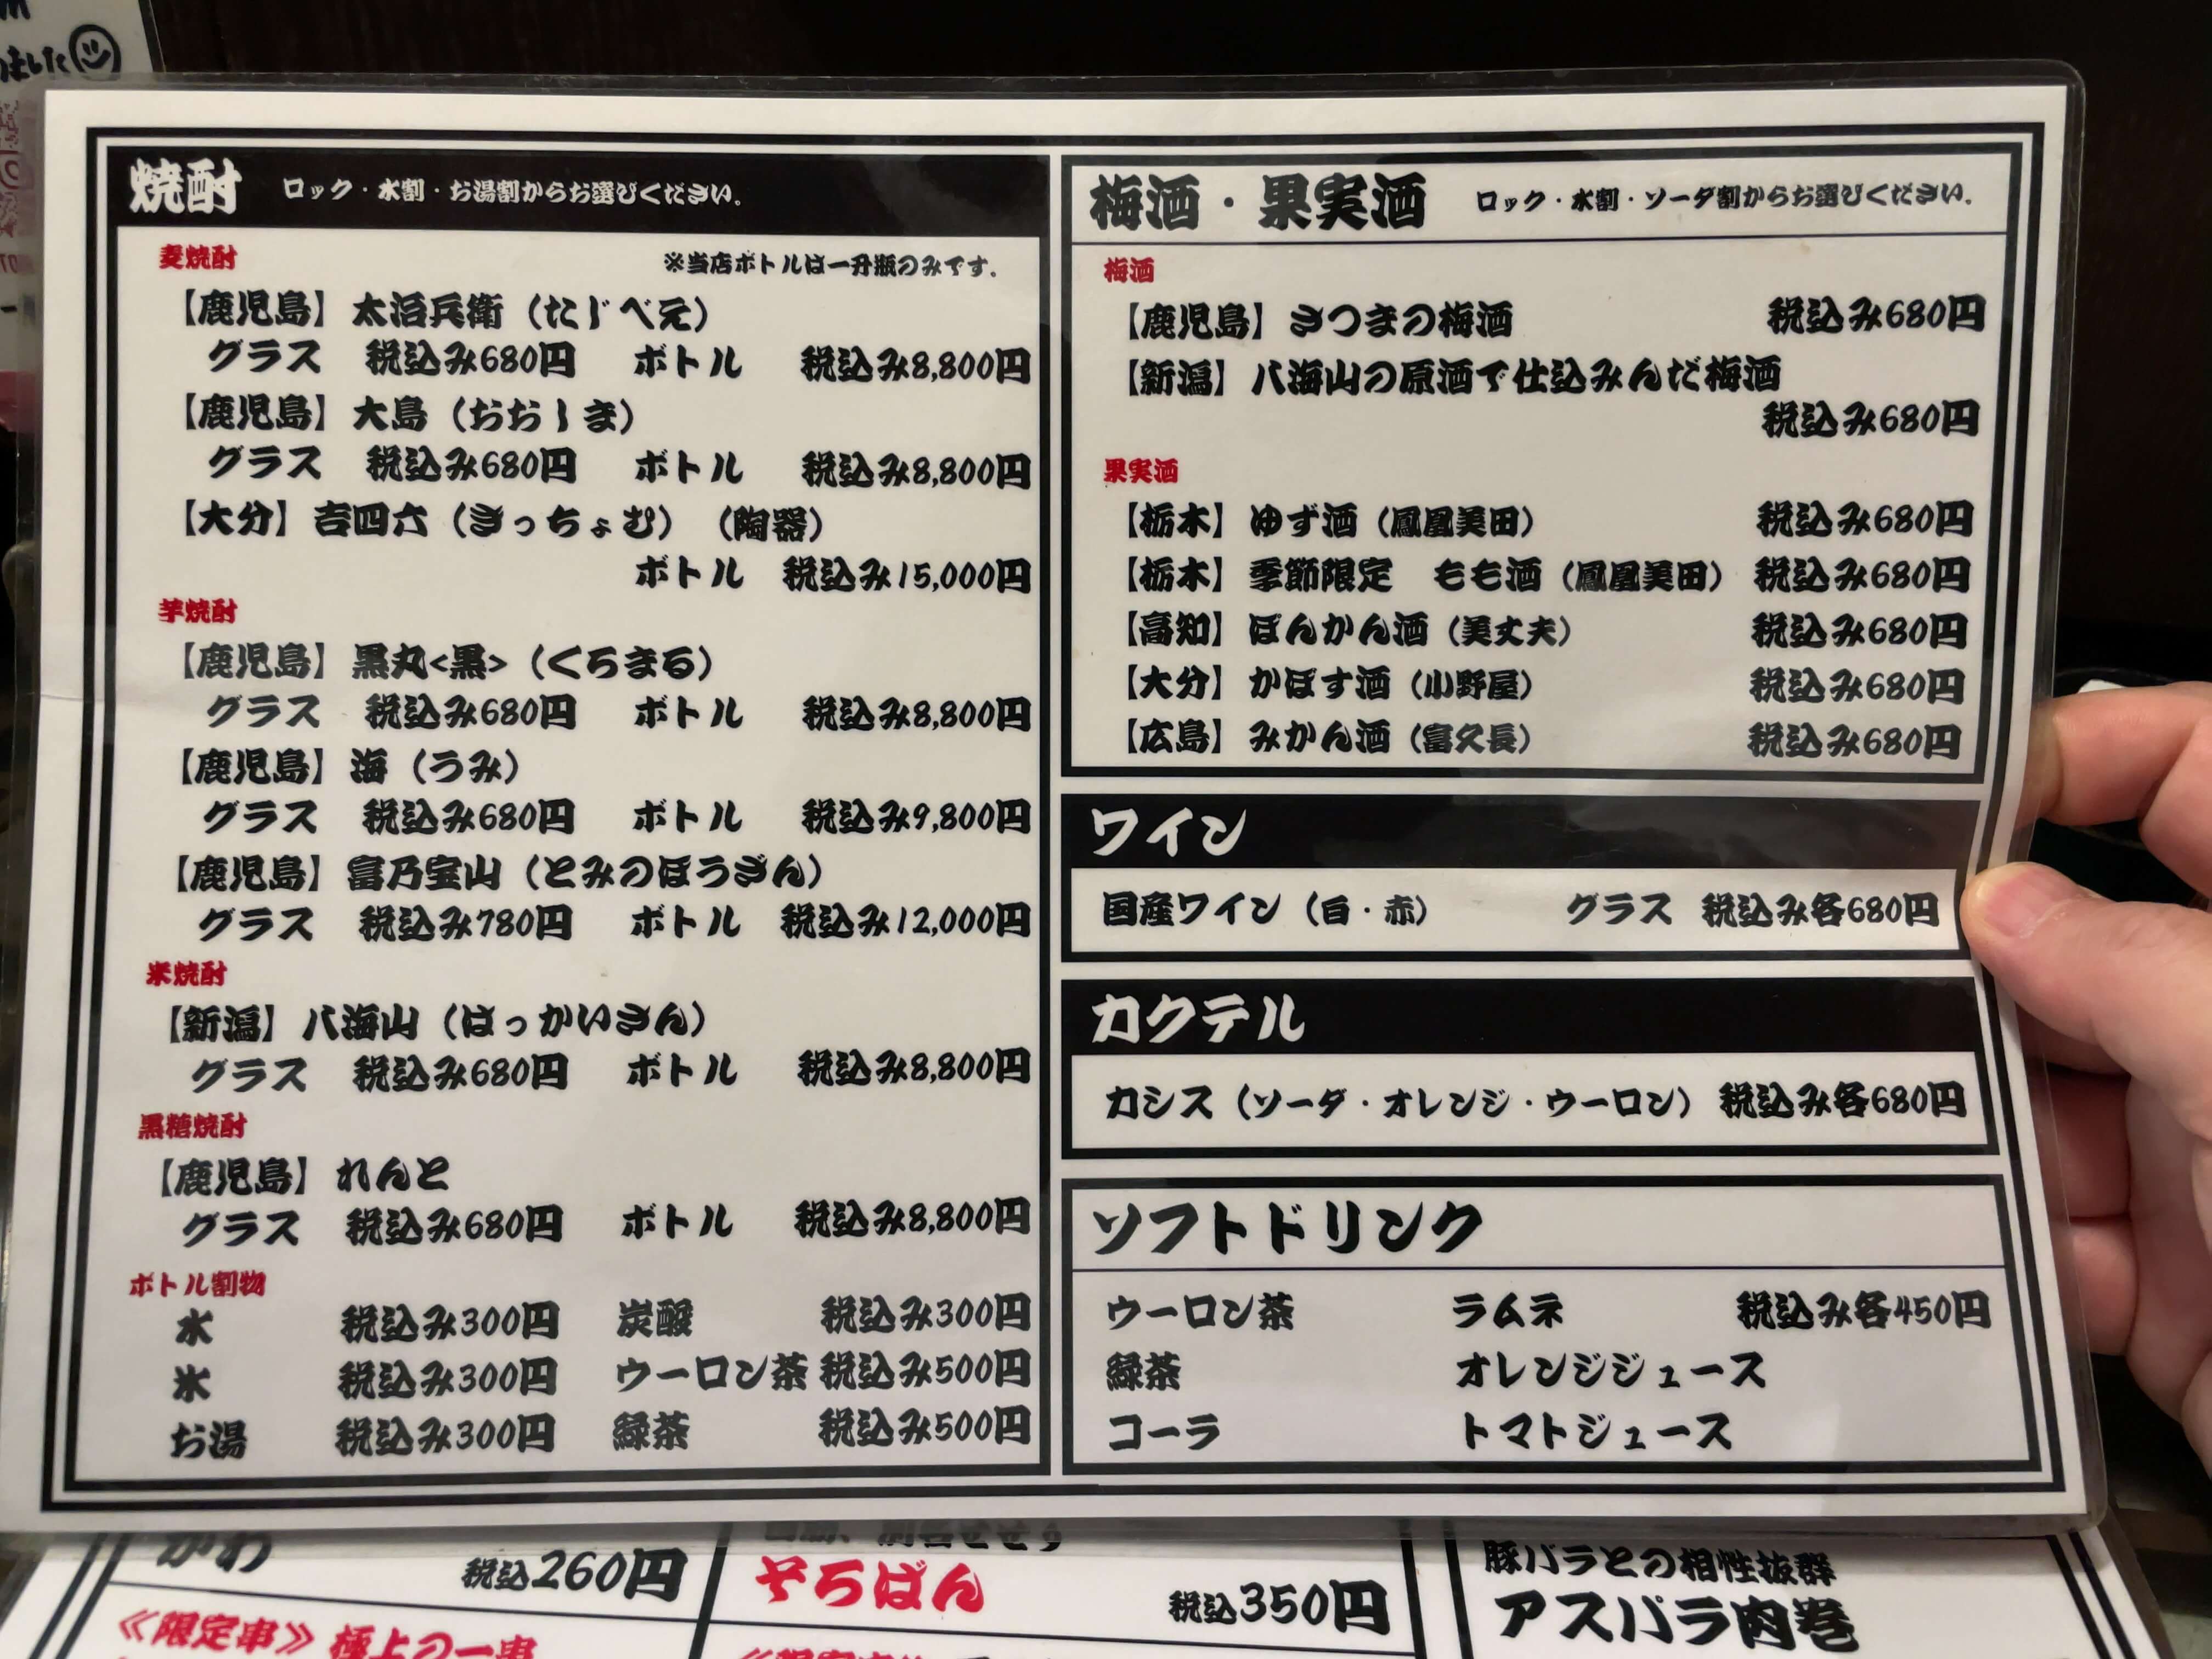 ました
焼酎 ロック・水割・お湯割からお選びください。
麦焼酎 ※当店ボトルは一升瓶のみです。
【鹿児島】太治兵衛（たじべえ）
グラス 税込み680円 ボトル 税込み8,800円
【鹿児島】大島（おおしま）
グラス 税込み680円 ボトル 税込み8,800円
【大分】吉四六（きっちょむ）（陶器）
ボトル 税込み15,000円
芋焼酎
【鹿児島】黒丸<黒>（くろまる）
グラス 税込み680円 ボトル 税込み8,800円
【鹿児島】海（うみ）
グラス 税込み680円 ボトル 税込み9,800円
【鹿児島】富乃宝山（とみのほうざん）
グラス 税込み780円 ボトル 税込み12,000円
米焼酎
【新潟】八海山（はっかいさん）
グラス 税込み680円 ボトル 税込み8,800円
黒糖焼酎
【鹿児島】れんと
グラス 税込み680円 ボトル 税込み8,800円
ボトル割物
水 税込み300円 炭酸 税込み300円
氷 税込み300円 ウーロン茶 税込み500円
お湯 税込み300円 緑茶 税込み500円
梅酒・果実酒 ロック・水割・ソーダ割からお選びください。
梅酒
【鹿児島】さつまの梅酒 税込み680円
【新潟】八海山の原酒で仕込みんだ梅酒
税込み680円
果実酒
【栃木】ゆず酒（鳳凰美田） 税込み680円
【栃木】季節限定 もも酒（鳳凰美田） 税込み680円
【高知】ぽんかん酒（美丈夫） 税込み680円
【大分】かぼす酒（小野屋） 税込み680円
【広島】みかん酒（富久長） 税込み680円
ワイン
国産ワイン（白・赤） グラス 税込み各680円
カクテル
カシス（ソーダ・オレンジ・ウーロン） 税込み各680円
ソフトドリンク
ウーロン茶 ラムネ 税込み各450円
緑茶 オレンジジュース
コーラ トマトジュース
かわ
税込260円
《限定串》極上の一串
そろばん
税込350円
豚バラとの相性抜群
アスパラ肉巻